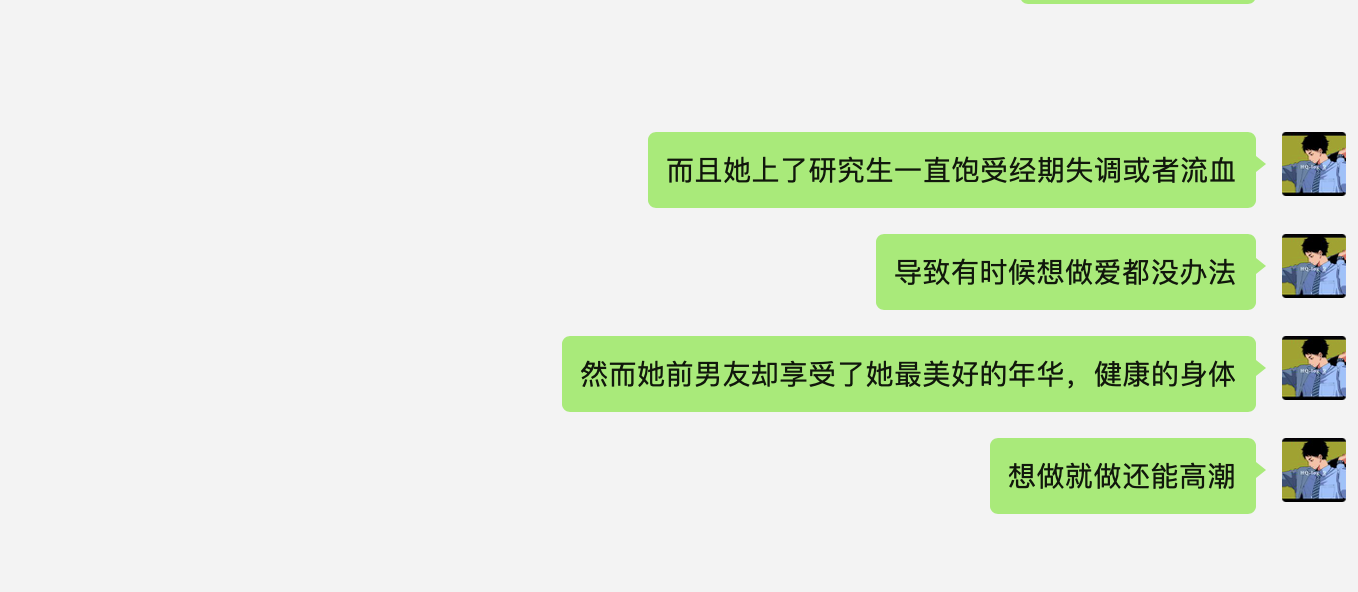 而且她上了研究生一直饱受经期失调或者流血
导致有时候想做爱都没办法
然而她前男友却享受了她最美好的年华，健康的身体
想做就做还能高潮